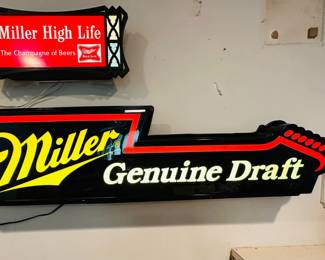 Miller High Life
The Champagne of Beers
Miller
Genuine Draft